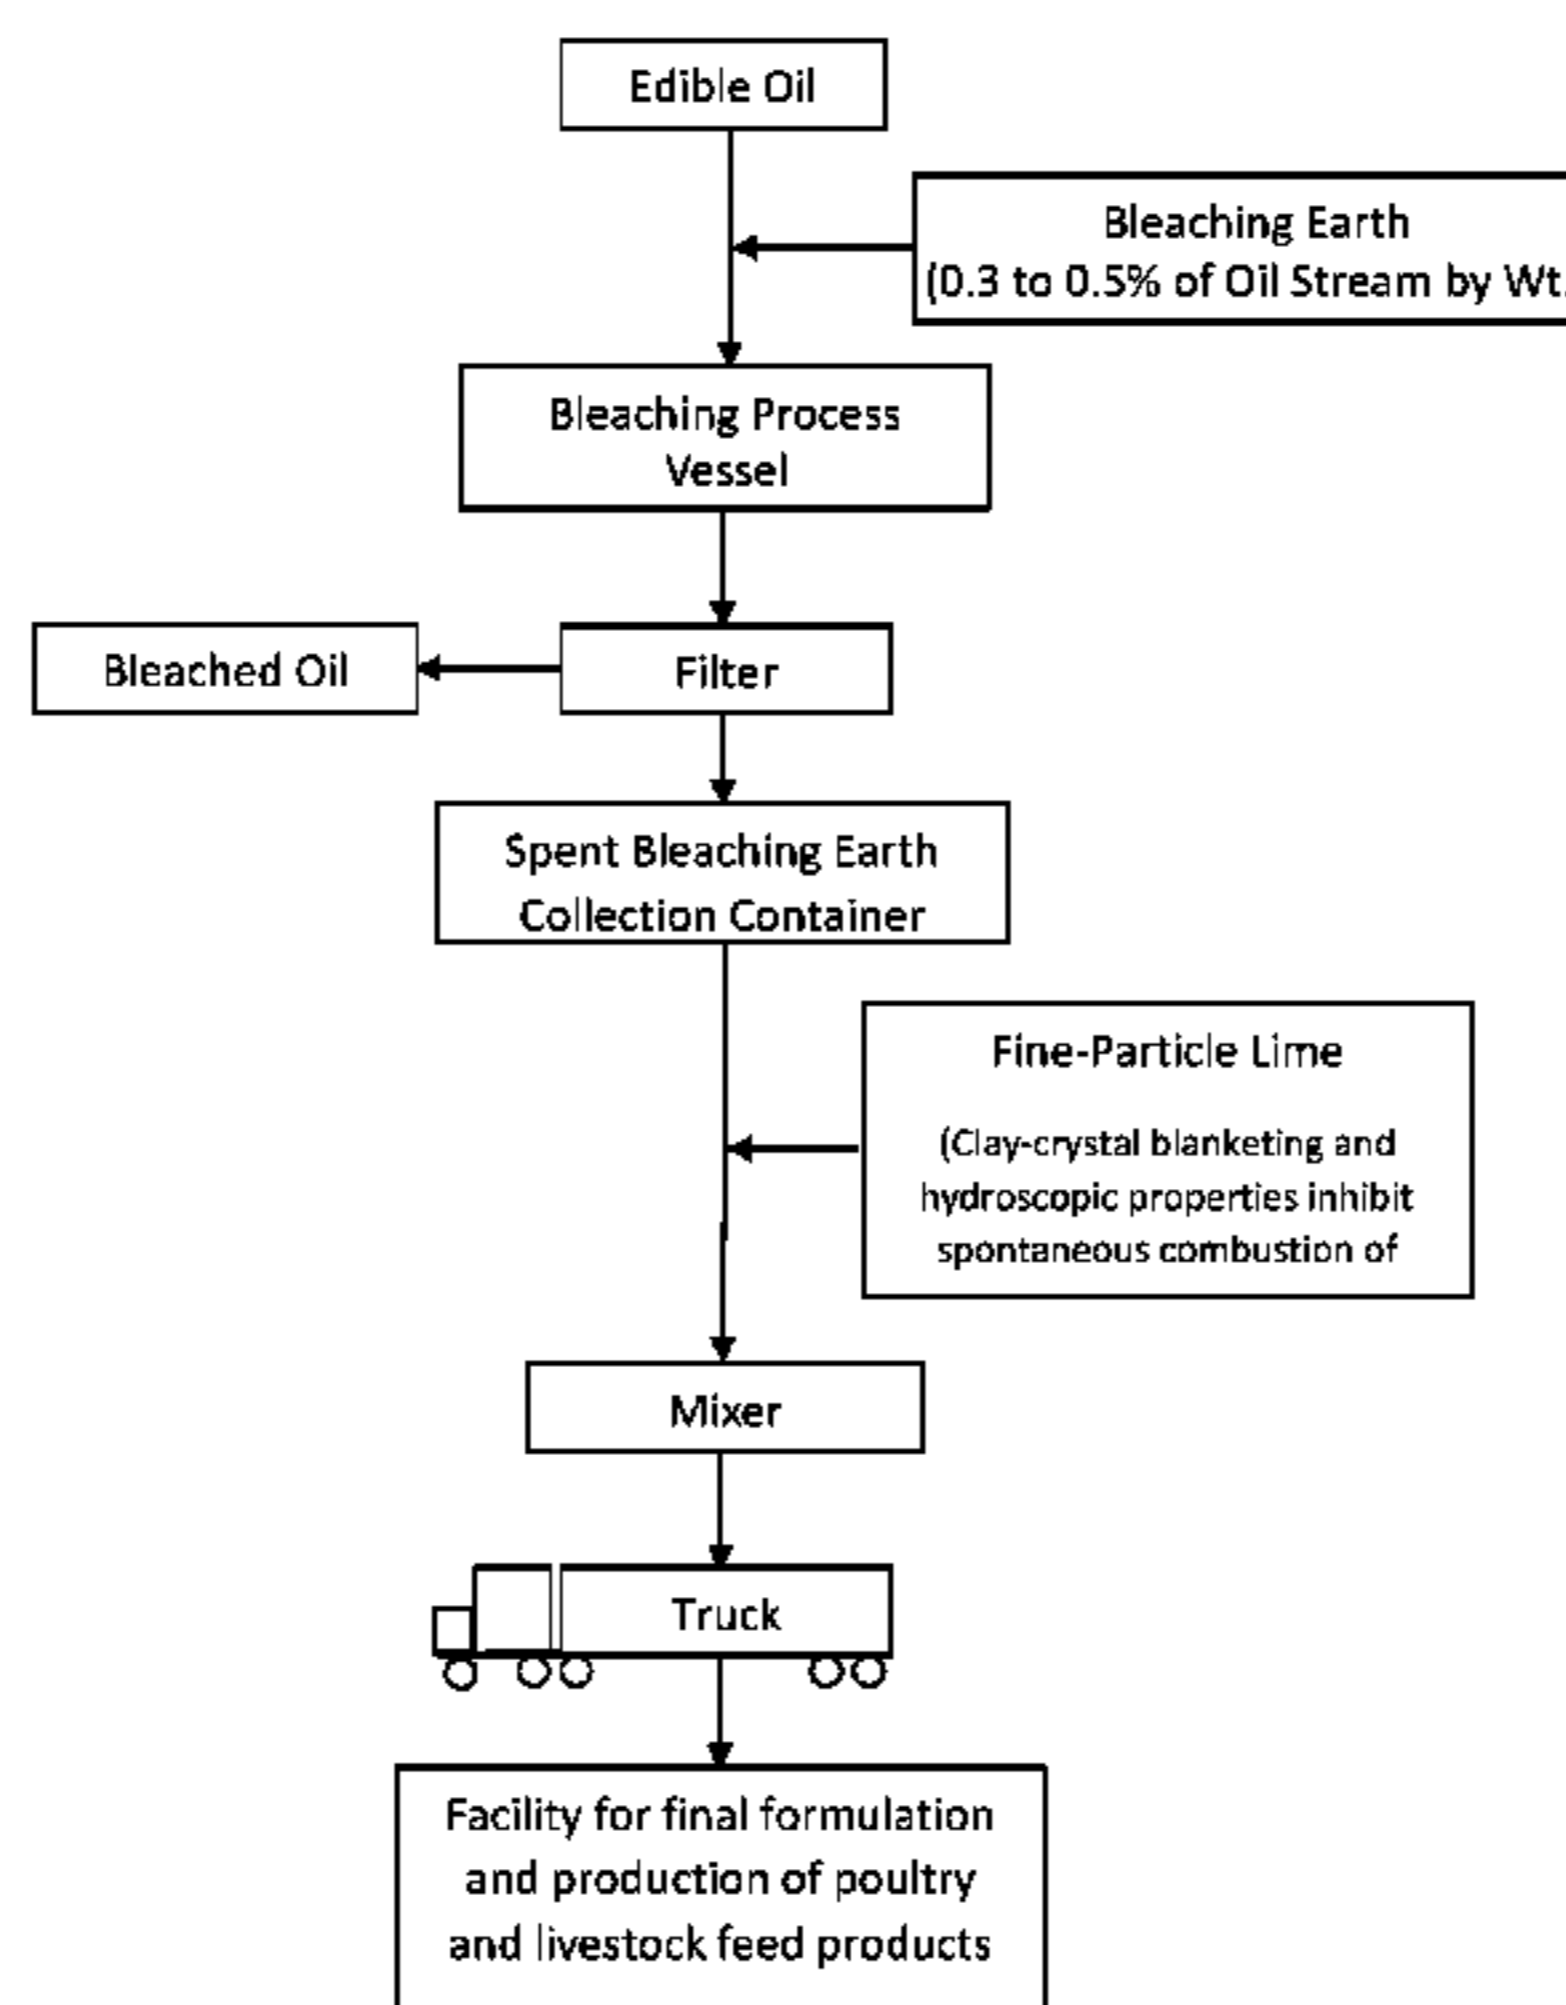 Edible Oil
Bleaching Earth
(0.3 to 0.5% of Oil Stream by Wt.
Bleaching Process
Vessel
Bleached Oil
Filter
Spent Bleaching Earth
Collection Container
Fine-Particle Lime
(Clay-crystal blanketing and
hydroscopic properties inhibit
spontaneous combustion of
Mixer
Truck
Facility for final formulation
and production of poultry
and livestock feed products